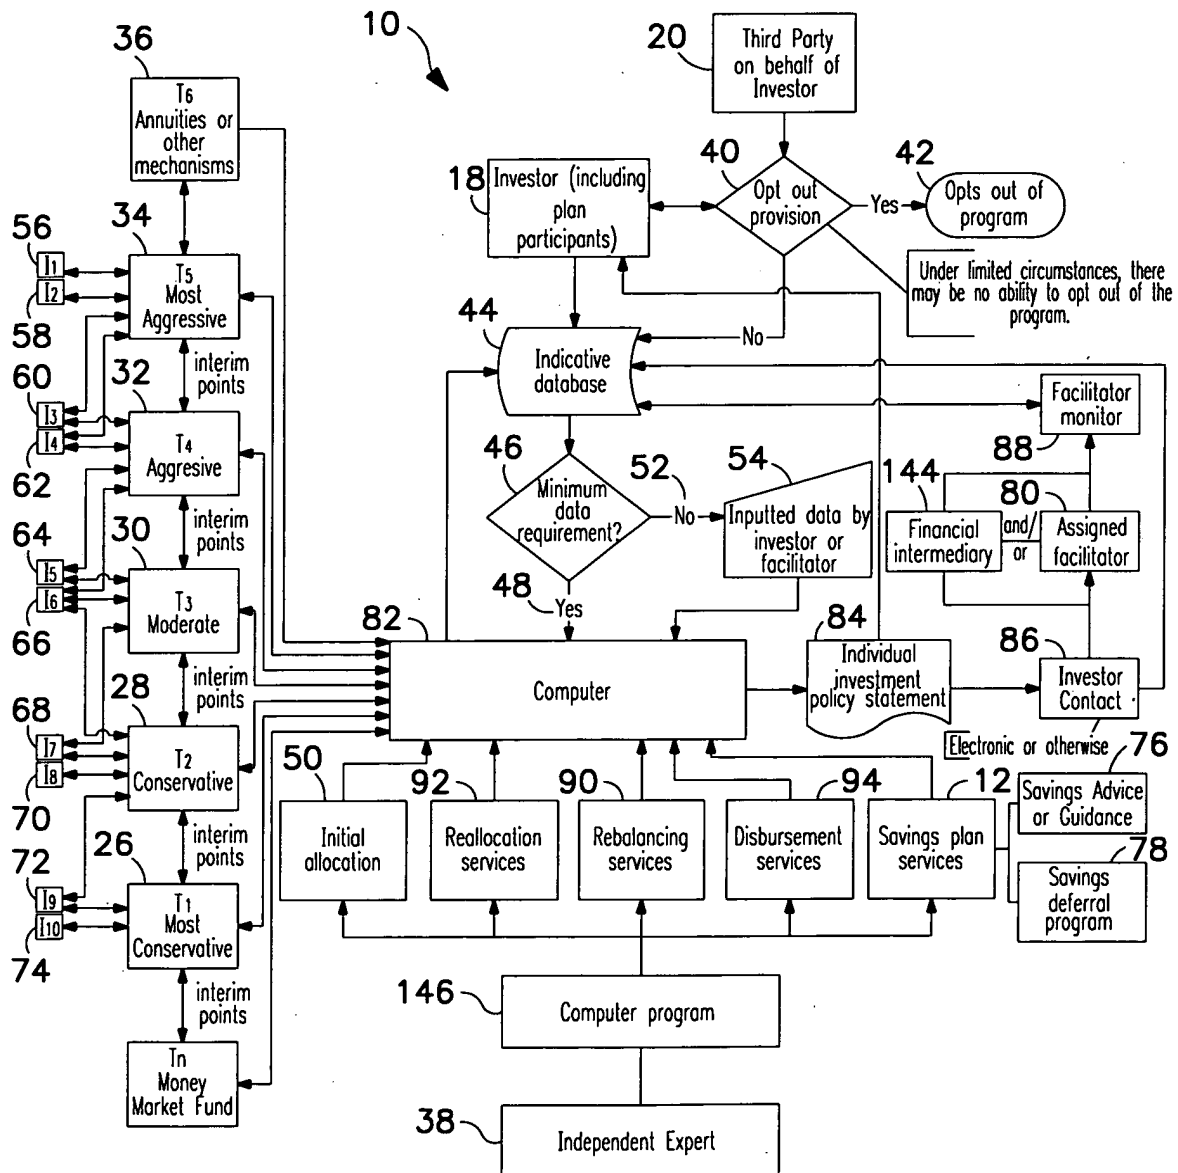 10
20
Third Party
on behalf of
Investor
36
T6
Annuities or
other
mechanisms
40
Opt out
provision
Yes
42
Opts out of
program
18
Investor (including
plan
participants)
Under limited circumstances, there
may be no ability to opt out of the
program.
No
34
T5
Most
Aggressive
56
I1
I2
58
interim
points
44
Indicative
database
32
T4
Aggresive
60
I3
I4
62
interim
points
Facilitator
monitor
88
46
Minimum
data
requirement?
52
No
54
Inputted data by
investor or
facilitator
48
Yes
144
Financial
intermediary
and/
or
80
Assigned
facilitator
30
T3
Moderate
64
I5
I6
66
interim
points
82
Computer
84
Individual
investment
policy statement
86
Investor
Contact
Electronic or otherwise
28
T2
Conservative
68
I7
I8
70
interim
points
50
Initial
allocation
92
Reallocation
services
90
Rebalancing
services
94
Disbursement
services
12
Savings plan
services
76
Savings Advice
or Guidance
78
Savings
deferral
program
26
T1
Most
Conservative
72
I9
I10
74
interim
points
Tn
Money
Market Fund
146
Computer program
38
Independent Expert